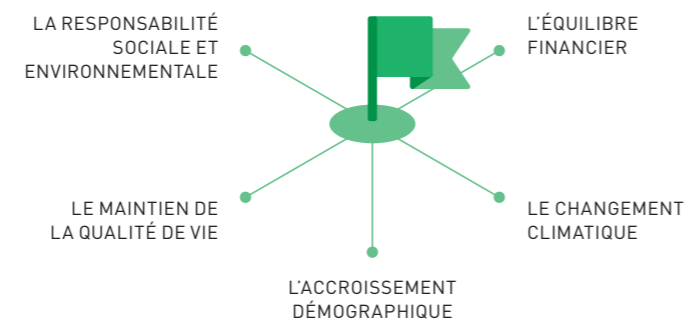 LA RESPONSABILITÉ
SOCIALE ET
ENVIRONNEMENTALE
L'ÉQUILIBRE
FINANCIER
LE MAINTIEN DE
LA QUALITÉ DE VIE
LE CHANGEMENT
CLIMATIQUE
L'ACCROISSEMENT
DÉMOGRAPHIQUE